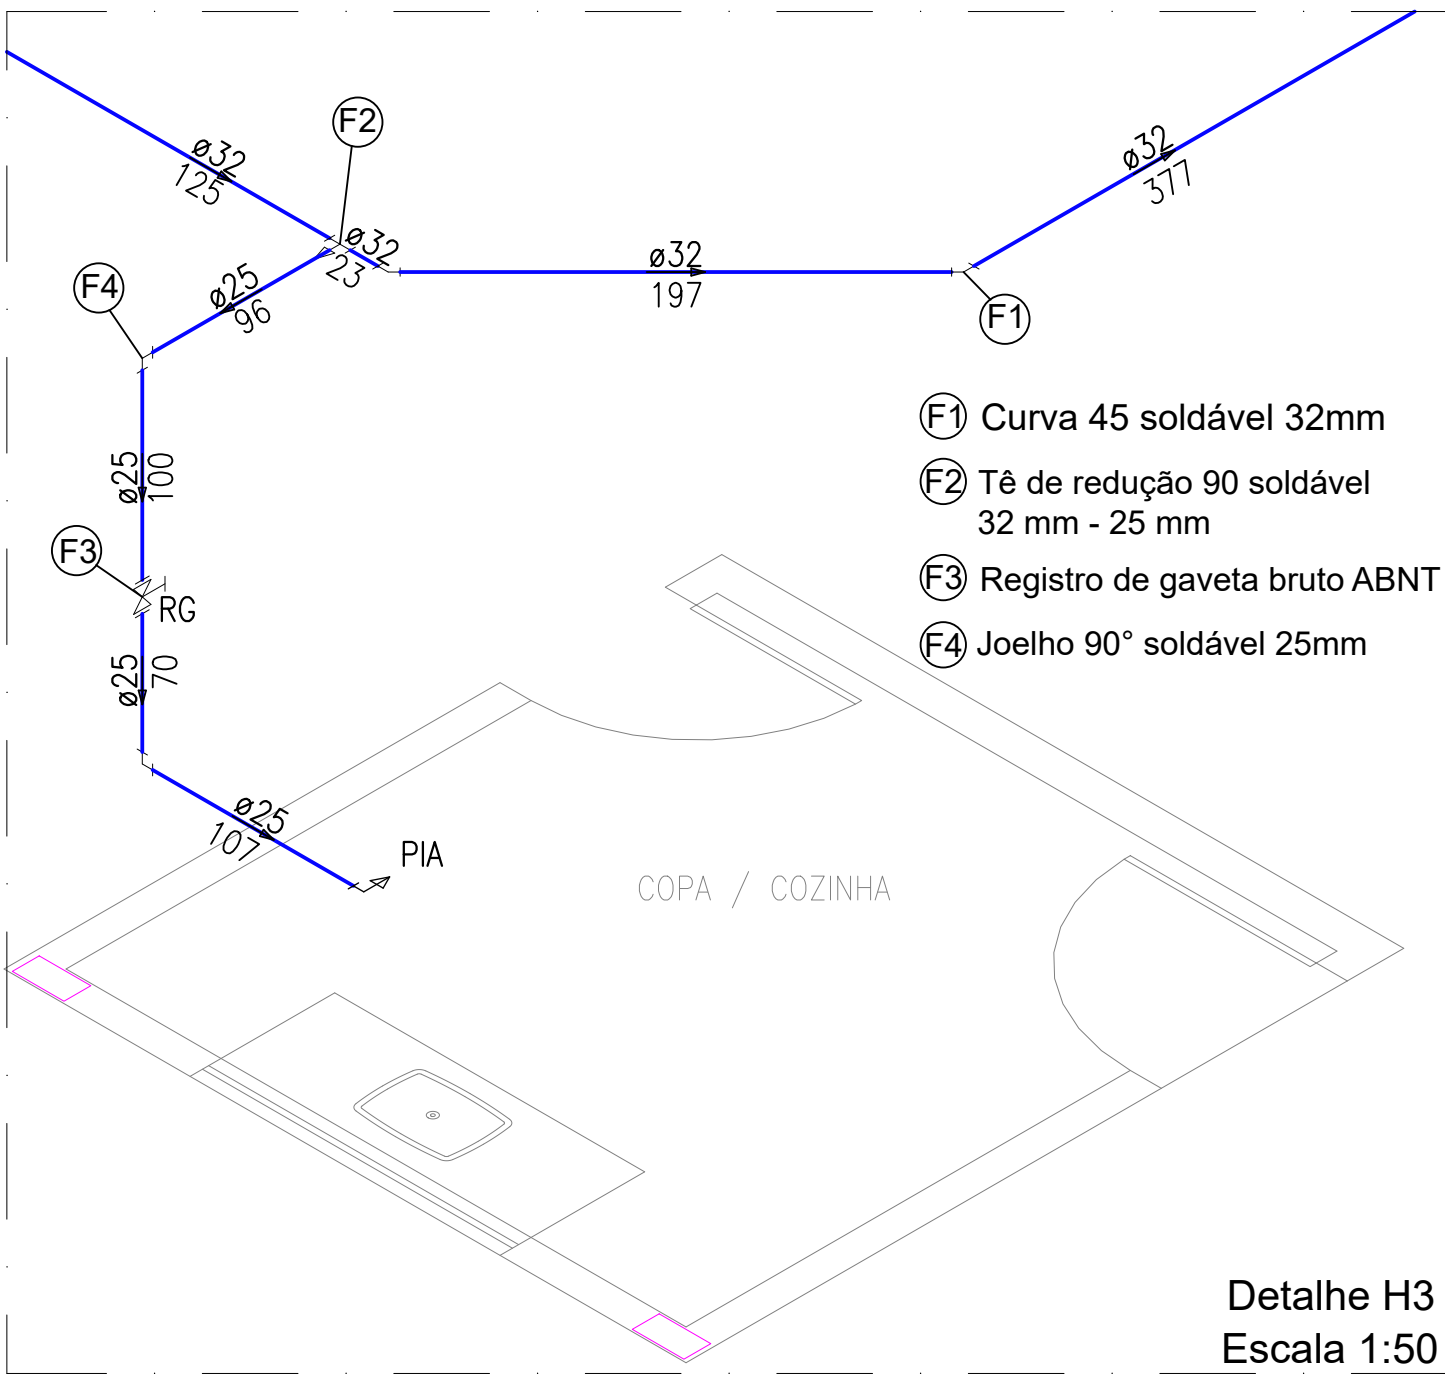 F2
ø32
125
ø32
23
ø32
197
ø32
377
F4
ø25
96
F1
F1 Curva 45 soldável 32mm
F2 Tê de redução 90 soldável
32 mm - 25 mm
F3 Registro de gaveta bruto ABNT
F4 Joelho 90° soldável 25mm
ø25
100
F3
RG
ø25
70
ø25
107
PIA
COPA / COZINHA
Detalhe H3
Escala 1:50